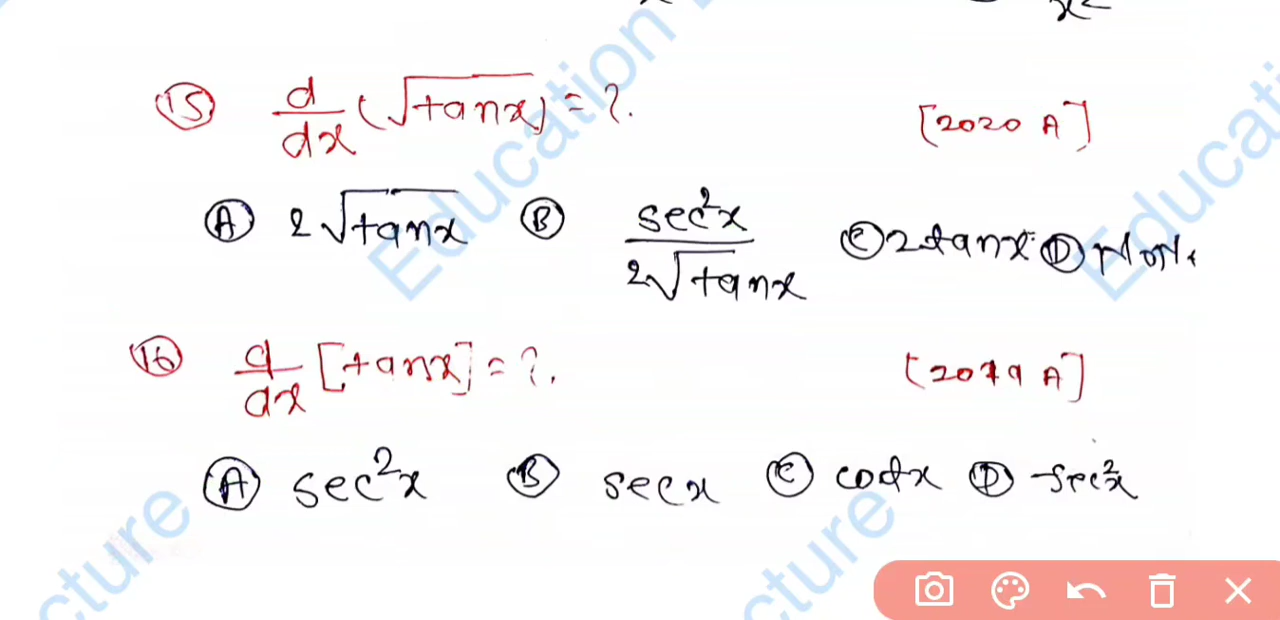 x²
(15) d/dx (√tanx) = ?. [2020 A]
(A) 2√tanx (B) sec²x / 2√tanx (C) 2tanx (D) None
(16) d/dx [tanx] = ?. [2019 A]
(A) sec²x (B) secx (C) cotx (D) -sec²x
Education
Education
cture
cture